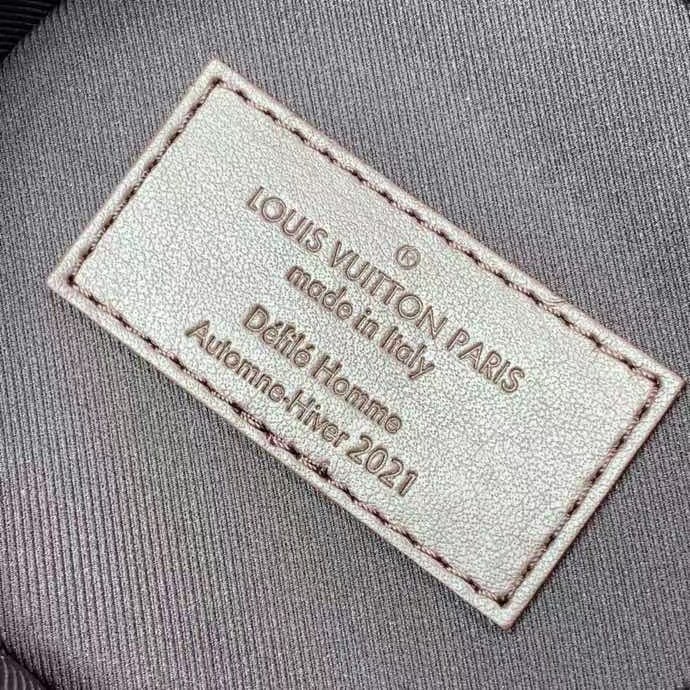 ®
LOUIS VUITTON PARIS
made in Italy
Défilé Homme
Automne-Hiver 2021